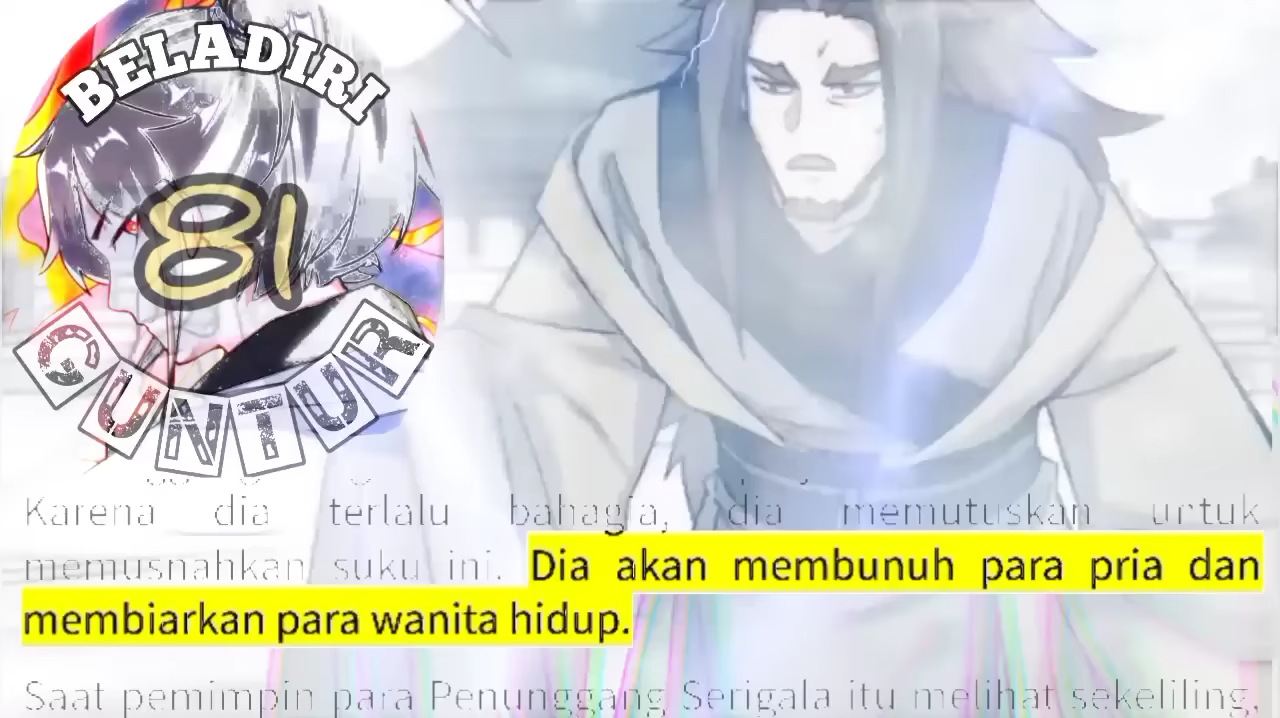 BELADIRI
81
GUNTUR
Karena dia terlalu bahagia, dia memutuskan untuk
memusnahkan suku ini. Dia akan membunuh para pria dan
membiarkan para wanita hidup.
Saat pemimpin para Penunggang Serigala itu melihat sekeliling,